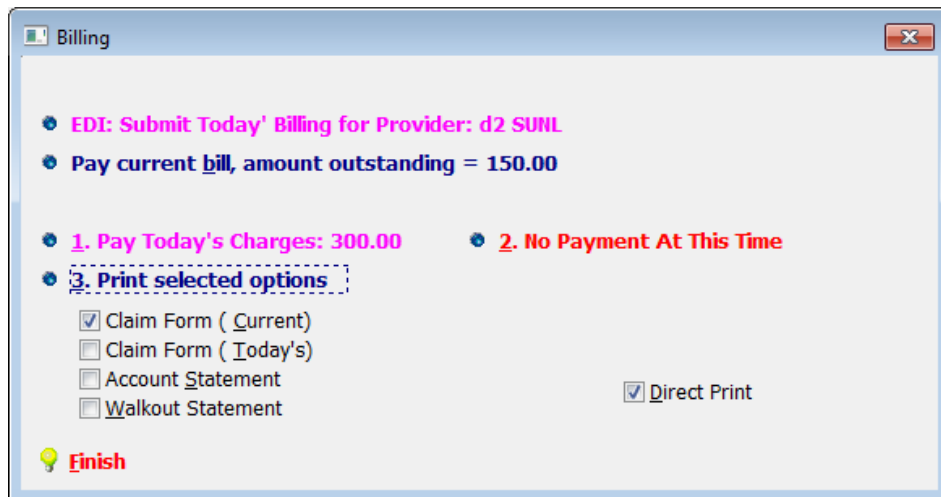 Billing
EDI: Submit Today' Billing for Provider: d2 SUNL
Pay current bill, amount outstanding = 150.00
1. Pay Today's Charges: 300.00
2. No Payment At This Time
3. Print selected options
Claim Form ( Current)
Claim Form ( Today's)
Account Statement
Walkout Statement
Direct Print
Finish